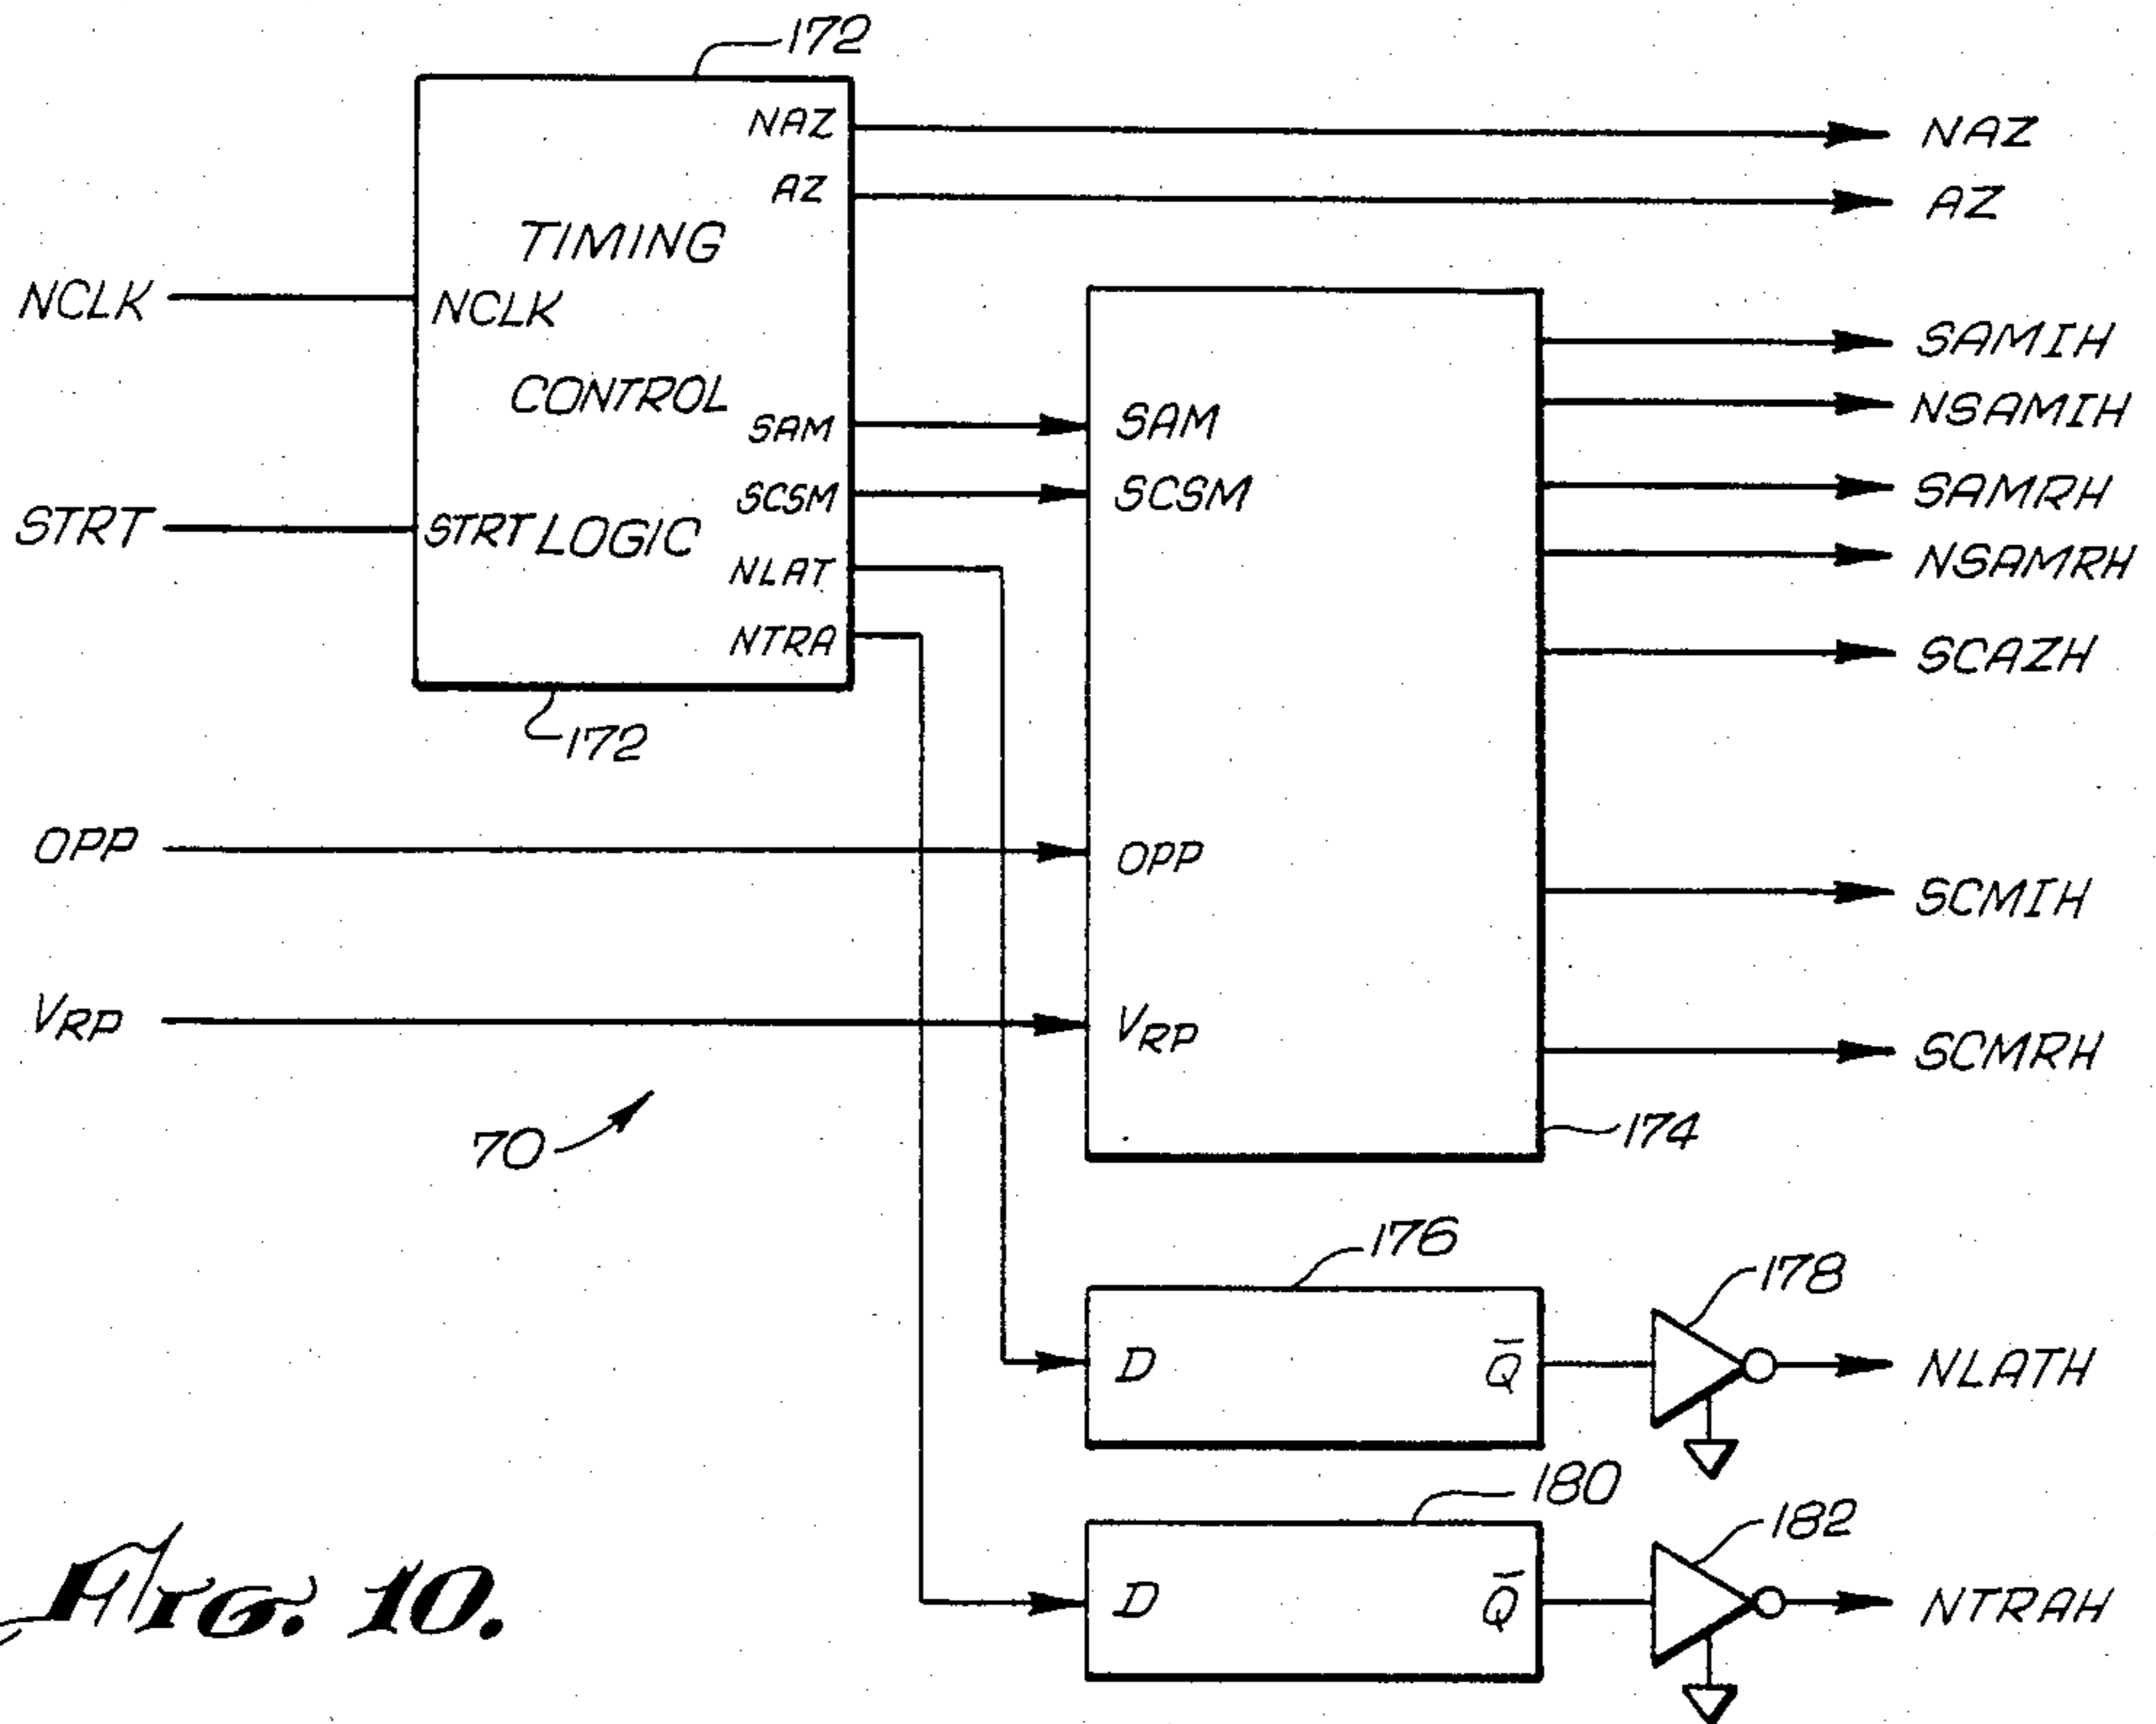 172
NAZ
NAZ
AZ
AZ
TIMING
NCLK
NCLK
SAMIH
CONTROL
SAM
SAM
NSAMIH
SCSM
SCSM
SAMRH
STRT
STRT LOGIC
NSAMRH
NLAT
NTRA
SCAZH
172
OPP
OPP
SCMIH
VRP
VRP
SCMRH
70
174
176
178
D
Q̅
NLATH
180
182
D
Q̅
NTRAH
FIG. 10.